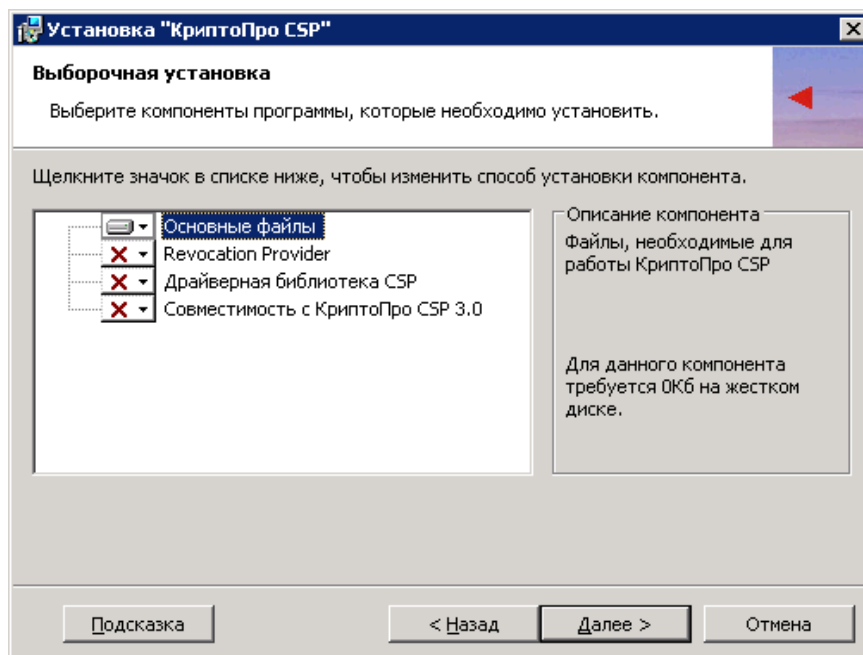 Установка "КриптоПро CSP"
Выборочная установка
Выберите компоненты программы, которые необходимо установить.
Щелкните значок в списке ниже, чтобы изменить способ установки компонента.
Основные файлы
Revocation Provider
Драйверная библиотека CSP
Совместимость с КриптоПро CSP 3.0
Описание компонента
Файлы, необходимые для
работы КриптоПро CSP
Для данного компонента
требуется 0Кб на жестком
диске.
Подсказка
< Назад
Далее >
Отмена